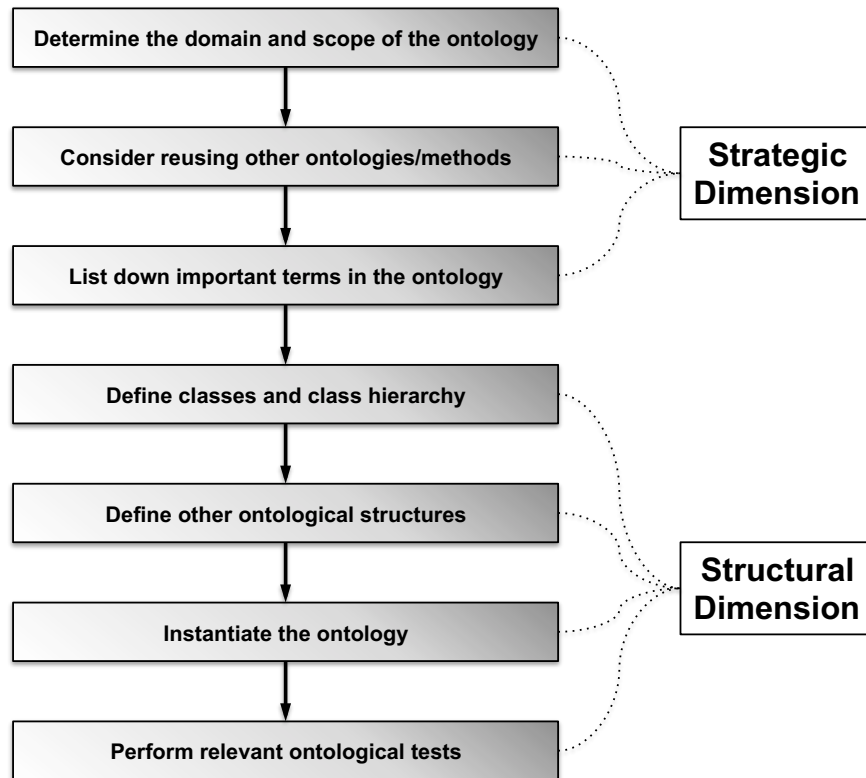 Determine the domain and scope of the ontology
Consider reusing other ontologies/methods
Strategic
Dimension
List down important terms in the ontology
Define classes and class hierarchy
Define other ontological structures
Structural
Dimension
Instantiate the ontology
Perform relevant ontological tests